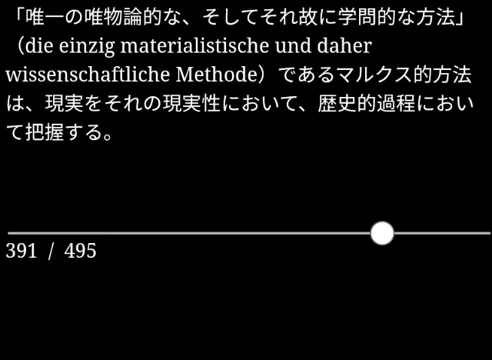 「唯一の唯物論的な、そしてそれ故に学問的な方法」
（die einzig materialistische und daher
wissenschaftliche Methode）であるマルクス的方法
は、現実をそれの現実性において、歴史的過程におい
て把握する。
391 / 495